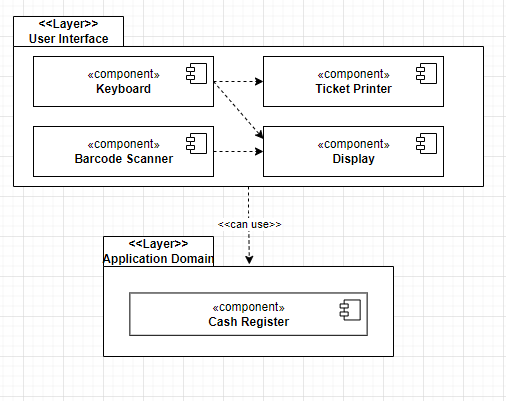 <<Layer>>
User Interface
«component»
Keyboard
«component»
Ticket Printer
«component»
Barcode Scanner
«component»
Display
<<can use>>
<<Layer>>
Application Domain
«component»
Cash Register